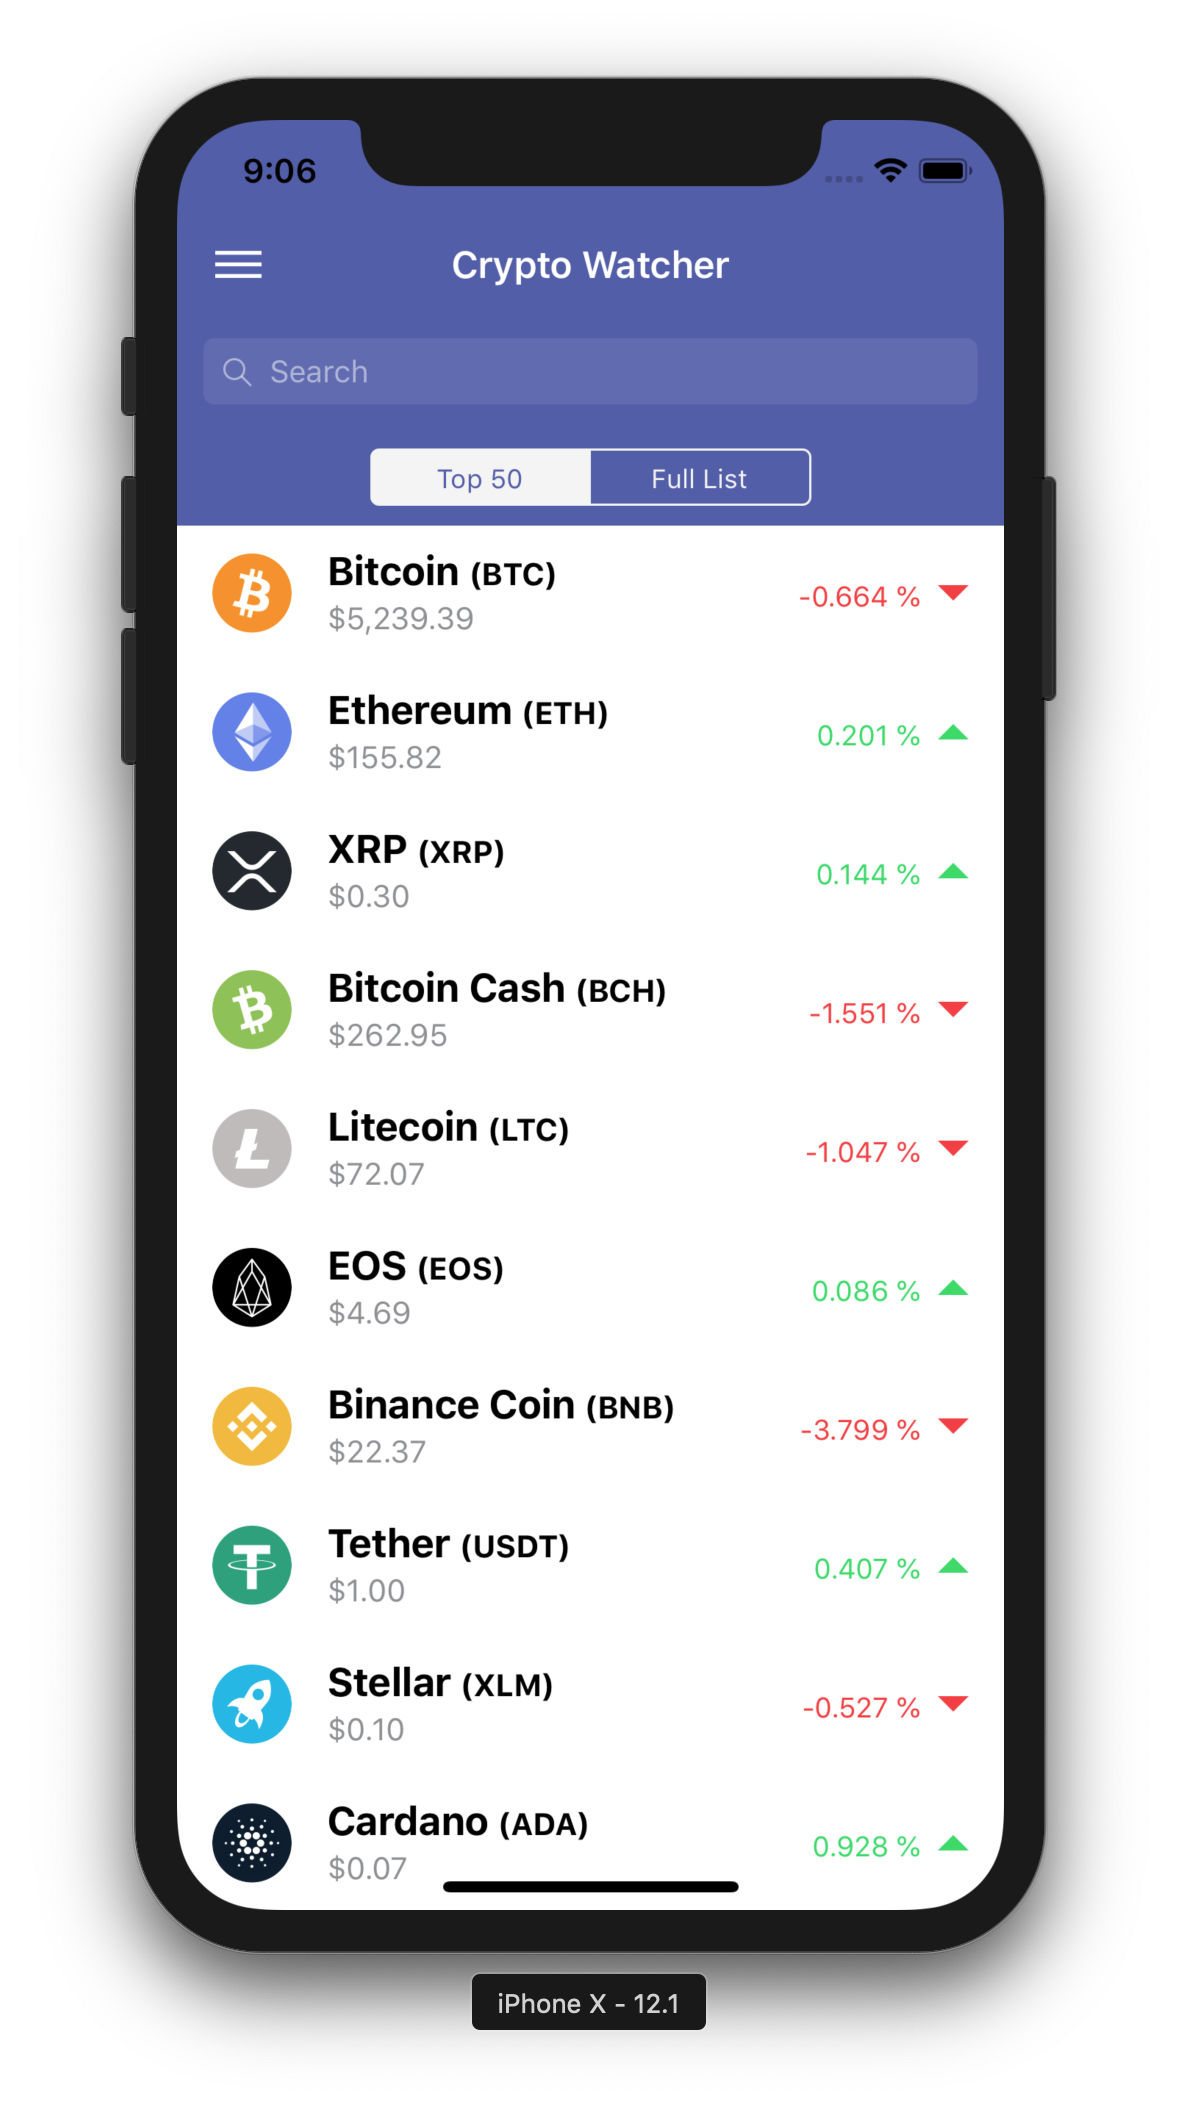 9:06
Crypto Watcher
Search
Top 50 Full List
Bitcoin (BTC)
$5,239.39
-0.664 %
Ethereum (ETH)
$155.82
0.201 %
XRP (XRP)
$0.30
0.144 %
Bitcoin Cash (BCH)
$262.95
-1.551 %
Litecoin (LTC)
$72.07
-1.047 %
EOS (EOS)
$4.69
0.086 %
Binance Coin (BNB)
$22.37
-3.799 %
Tether (USDT)
$1.00
0.407 %
Stellar (XLM)
$0.10
-0.527 %
Cardano (ADA)
$0.07
0.928 %
iPhone X - 12.1